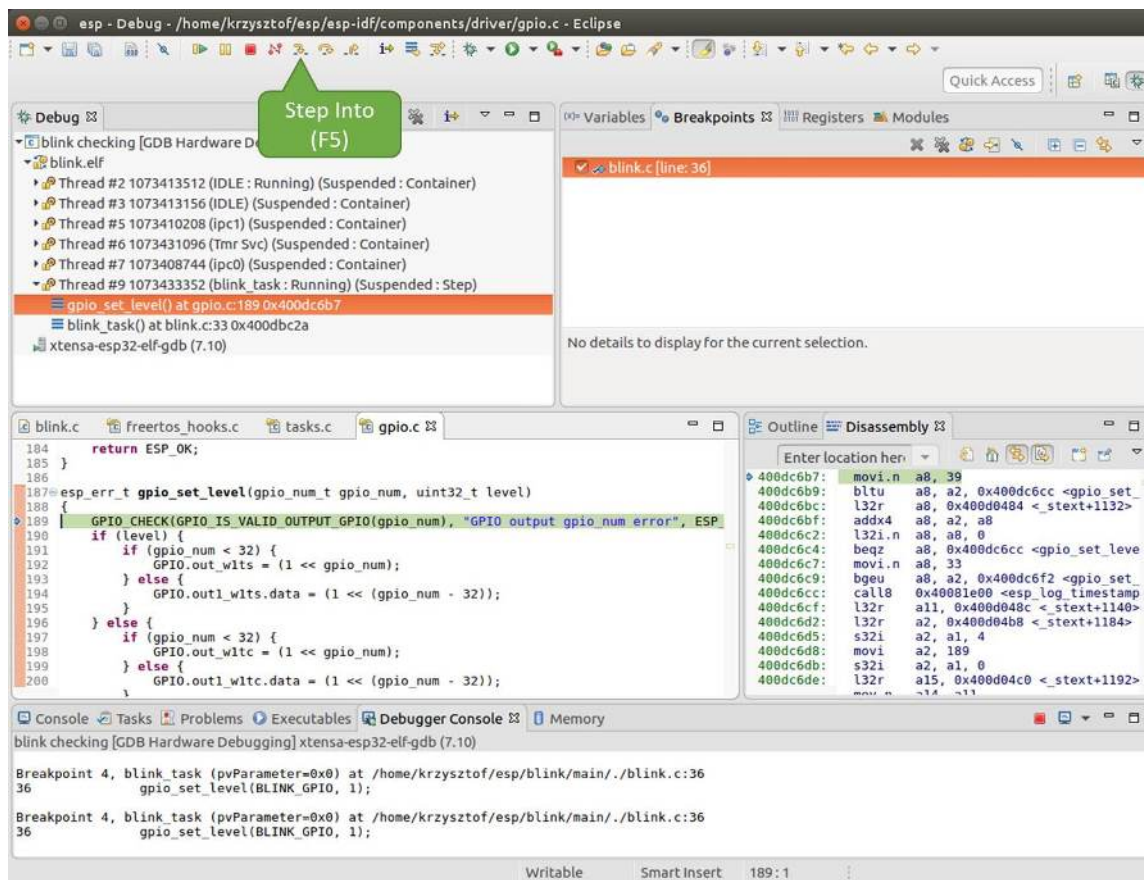 esp - Debug - /home/krzysztof/esp/esp-idf/components/driver/gpio.c - Eclipse
Quick Access
Step Into
(F5)
Debug
blink checking [GDB Hardware De
blink.elf
Thread #2 1073413512 (IDLE : Running) (Suspended : Container)
Thread #3 1073413156 (IDLE) (Suspended : Container)
Thread #5 1073410208 (ipc1) (Suspended : Container)
Thread #6 1073431096 (Tmr Svc) (Suspended : Container)
Thread #7 1073408744 (ipc0) (Suspended : Container)
Thread #9 1073433352 (blink_task : Running) (Suspended : Step)
gpio_set_level() at gpio.c:189 0x400dc6b7
blink_task() at blink.c:33 0x400dbc2a
xtensa-esp32-elf-gdb (7.10)
(x)= Variables Breakpoints Registers Modules
blink.c [line: 36]
No details to display for the current selection.
blink.c freertos_hooks.c tasks.c gpio.c
184 return ESP_OK;
185 }
186
187 esp_err_t gpio_set_level(gpio_num_t gpio_num, uint32_t level)
188 {
189 GPIO_CHECK(GPIO_IS_VALID_OUTPUT_GPIO(gpio_num), "GPIO output gpio_num error", ESP_
190 if (level) {
191 if (gpio_num < 32) {
192 GPIO.out_w1ts = (1 << gpio_num);
193 } else {
194 GPIO.out1_w1ts.data = (1 << (gpio_num - 32));
195 }
196 } else {
197 if (gpio_num < 32) {
198 GPIO.out_w1tc = (1 << gpio_num);
199 } else {
200 GPIO.out1_w1tc.data = (1 << (gpio_num - 32));
}
Outline Disassembly
Enter location her
400dc6b7: movi.n a8, 39
400dc6b9: bltu a8, a2, 0x400dc6cc <gpio_set_
400dc6bc: l32r a8, 0x400d0484 <_stext+1132>
400dc6bf: addx4 a8, a2, a8
400dc6c2: l32i.n a8, a8, 0
400dc6c4: beqz a8, 0x400dc6cc <gpio_set_leve
400dc6c7: movi.n a8, 33
400dc6c9: bgeu a8, a2, 0x400dc6f2 <gpio_set_
400dc6cc: call8 0x40081e00 <esp_log_timestamp
400dc6cf: l32r a11, 0x400d048c <_stext+1140>
400dc6d2: l32r a2, 0x400d04b8 <_stext+1184>
400dc6d5: s32i a2, a1, 4
400dc6d8: movi a2, 189
400dc6db: s32i a2, a1, 0
400dc6de: l32r a15, 0x400d04c0 <_stext+1192>
mov.n a14, a11
Console Tasks Problems Executables Debugger Console Memory
blink checking [GDB Hardware Debugging] xtensa-esp32-elf-gdb (7.10)
Breakpoint 4, blink_task (pvParameter=0x0) at /home/krzysztof/esp/blink/main/./blink.c:36
36 gpio_set_level(BLINK_GPIO, 1);
Breakpoint 4, blink_task (pvParameter=0x0) at /home/krzysztof/esp/blink/main/./blink.c:36
36 gpio_set_level(BLINK_GPIO, 1);
Writable Smart Insert 189 : 1